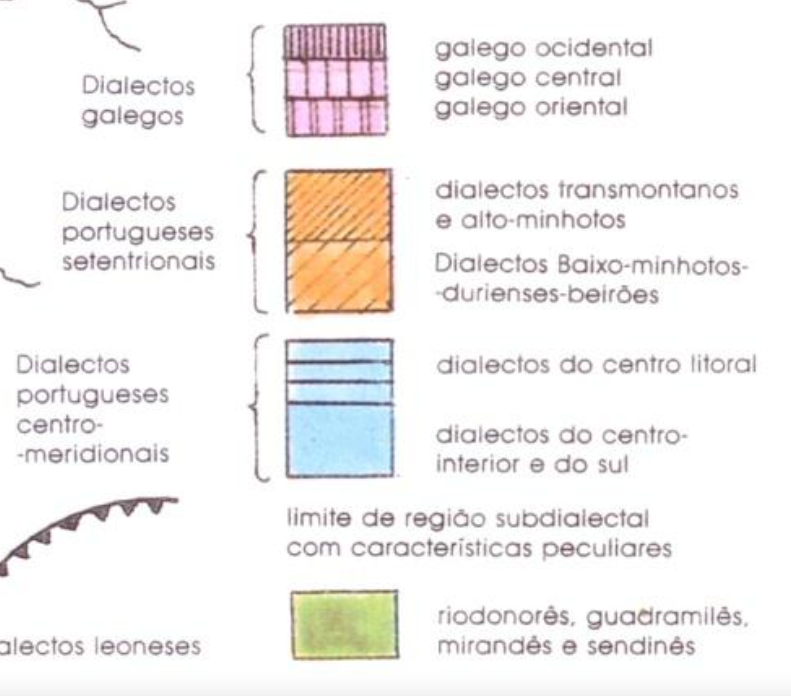 Dialectos
galegos
galego ocidental
galego central
galego oriental
Dialectos
portugueses
setentrionais
dialectos transmontanos
e alto-minhotos
Dialectos Baixo-minhotos-
-durienses-beirões
Dialectos
portugueses
centro-
-meridionais
dialectos do centro litoral
dialectos do centro-
interior e do sul
limite de região subdialectal
com características peculiares
alectos leoneses
riodonorês, guadramilês,
mirandês e sendinês